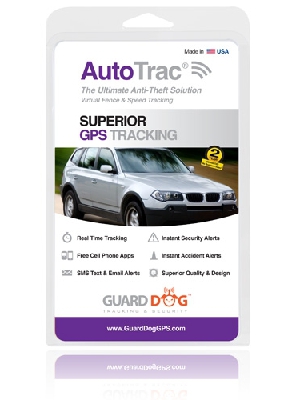 Made in USA
AutoTrac®
The Ultimate Anti-Theft Solution
Virtual Fence & Speed Tracking
SUPERIOR
GPS TRACKING
2
Real Time Tracking
Instant Security Alerts
Free Cell Phone Apps
Instant Accident Alerts
SMS Text & Email Alerts
Superior Quality & Design
GUARD DOG™
TRACKING & SECURITY
www.GuardDogGPS.com